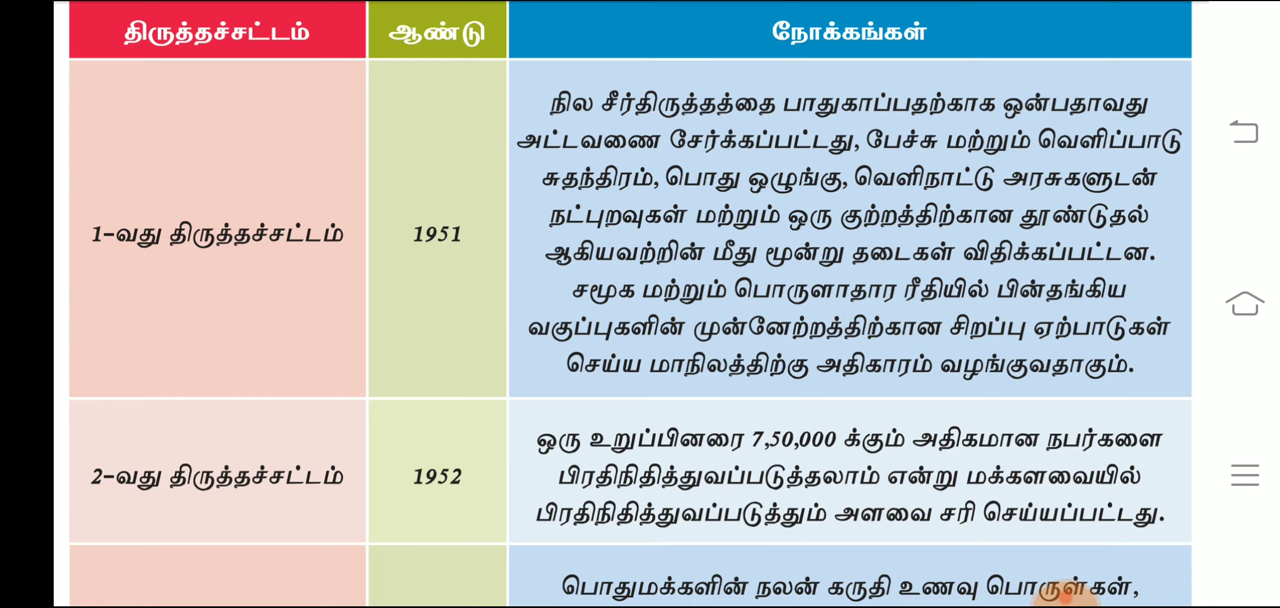 திருத்தச்சட்டம்
ஆண்டு
நோக்கங்கள்
1-வது திருத்தச்சட்டம்
1951
நில சீர்திருத்தத்தை பாதுகாப்பதற்காக ஒன்பதாவது
அட்டவணை சேர்க்கப்பட்டது, பேச்சு மற்றும் வெளிப்பாடு
சுதந்திரம், பொது ஒழுங்கு, வெளிநாட்டு அரசுகளுடன்
நட்புறவுகள் மற்றும் ஒரு குற்றத்திற்கான தூண்டுதல்
ஆகியவற்றின் மீது மூன்று தடைகள் விதிக்கப்பட்டன.
சமூக மற்றும் பொருளாதார ரீதியில் பின்தங்கிய
வகுப்புகளின் முன்னேற்றத்திற்கான சிறப்பு ஏற்பாடுகள்
செய்ய மாநிலத்திற்கு அதிகாரம் வழங்குவதாகும்.
2-வது திருத்தச்சட்டம்
1952
ஒரு உறுப்பினரை 7,50,000 க்கும் அதிகமான நபர்களை
பிரதிநிதித்துவப்படுத்தலாம் என்று மக்களவையில்
பிரதிநிதித்துவப்படுத்தும் அளவை சரி செய்யப்பட்டது.
பொதுமக்களின் நலன் கருதி உணவு பொருள்கள்,